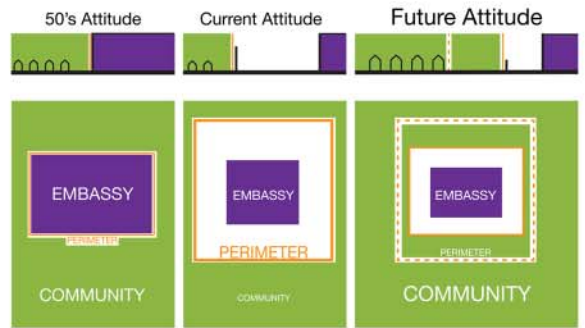 50's Attitude
Current Attitude
Future Attitude
EMBASSY
PERIMETER
COMMUNITY
EMBASSY
PERIMETER
COMMUNITY
EMBASSY
PERIMETER
COMMUNITY